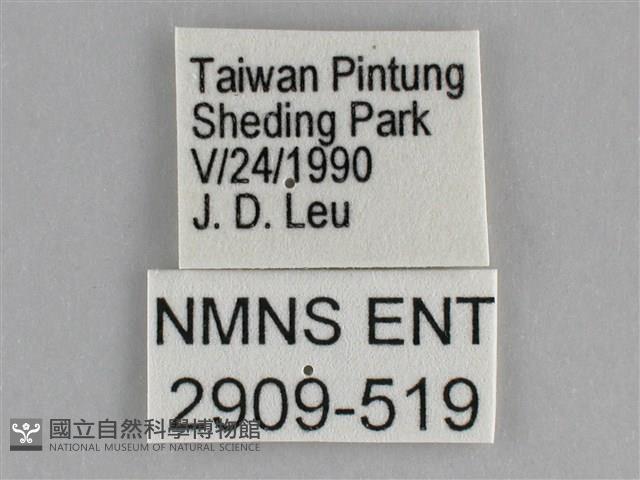 Taiwan Pintung
Sheding Park
V/24/1990
J. D. Leu
NMNS ENT
2909-519
國立自然科學博物館
NATIONAL MUSEUM OF NATURAL SCIENCE